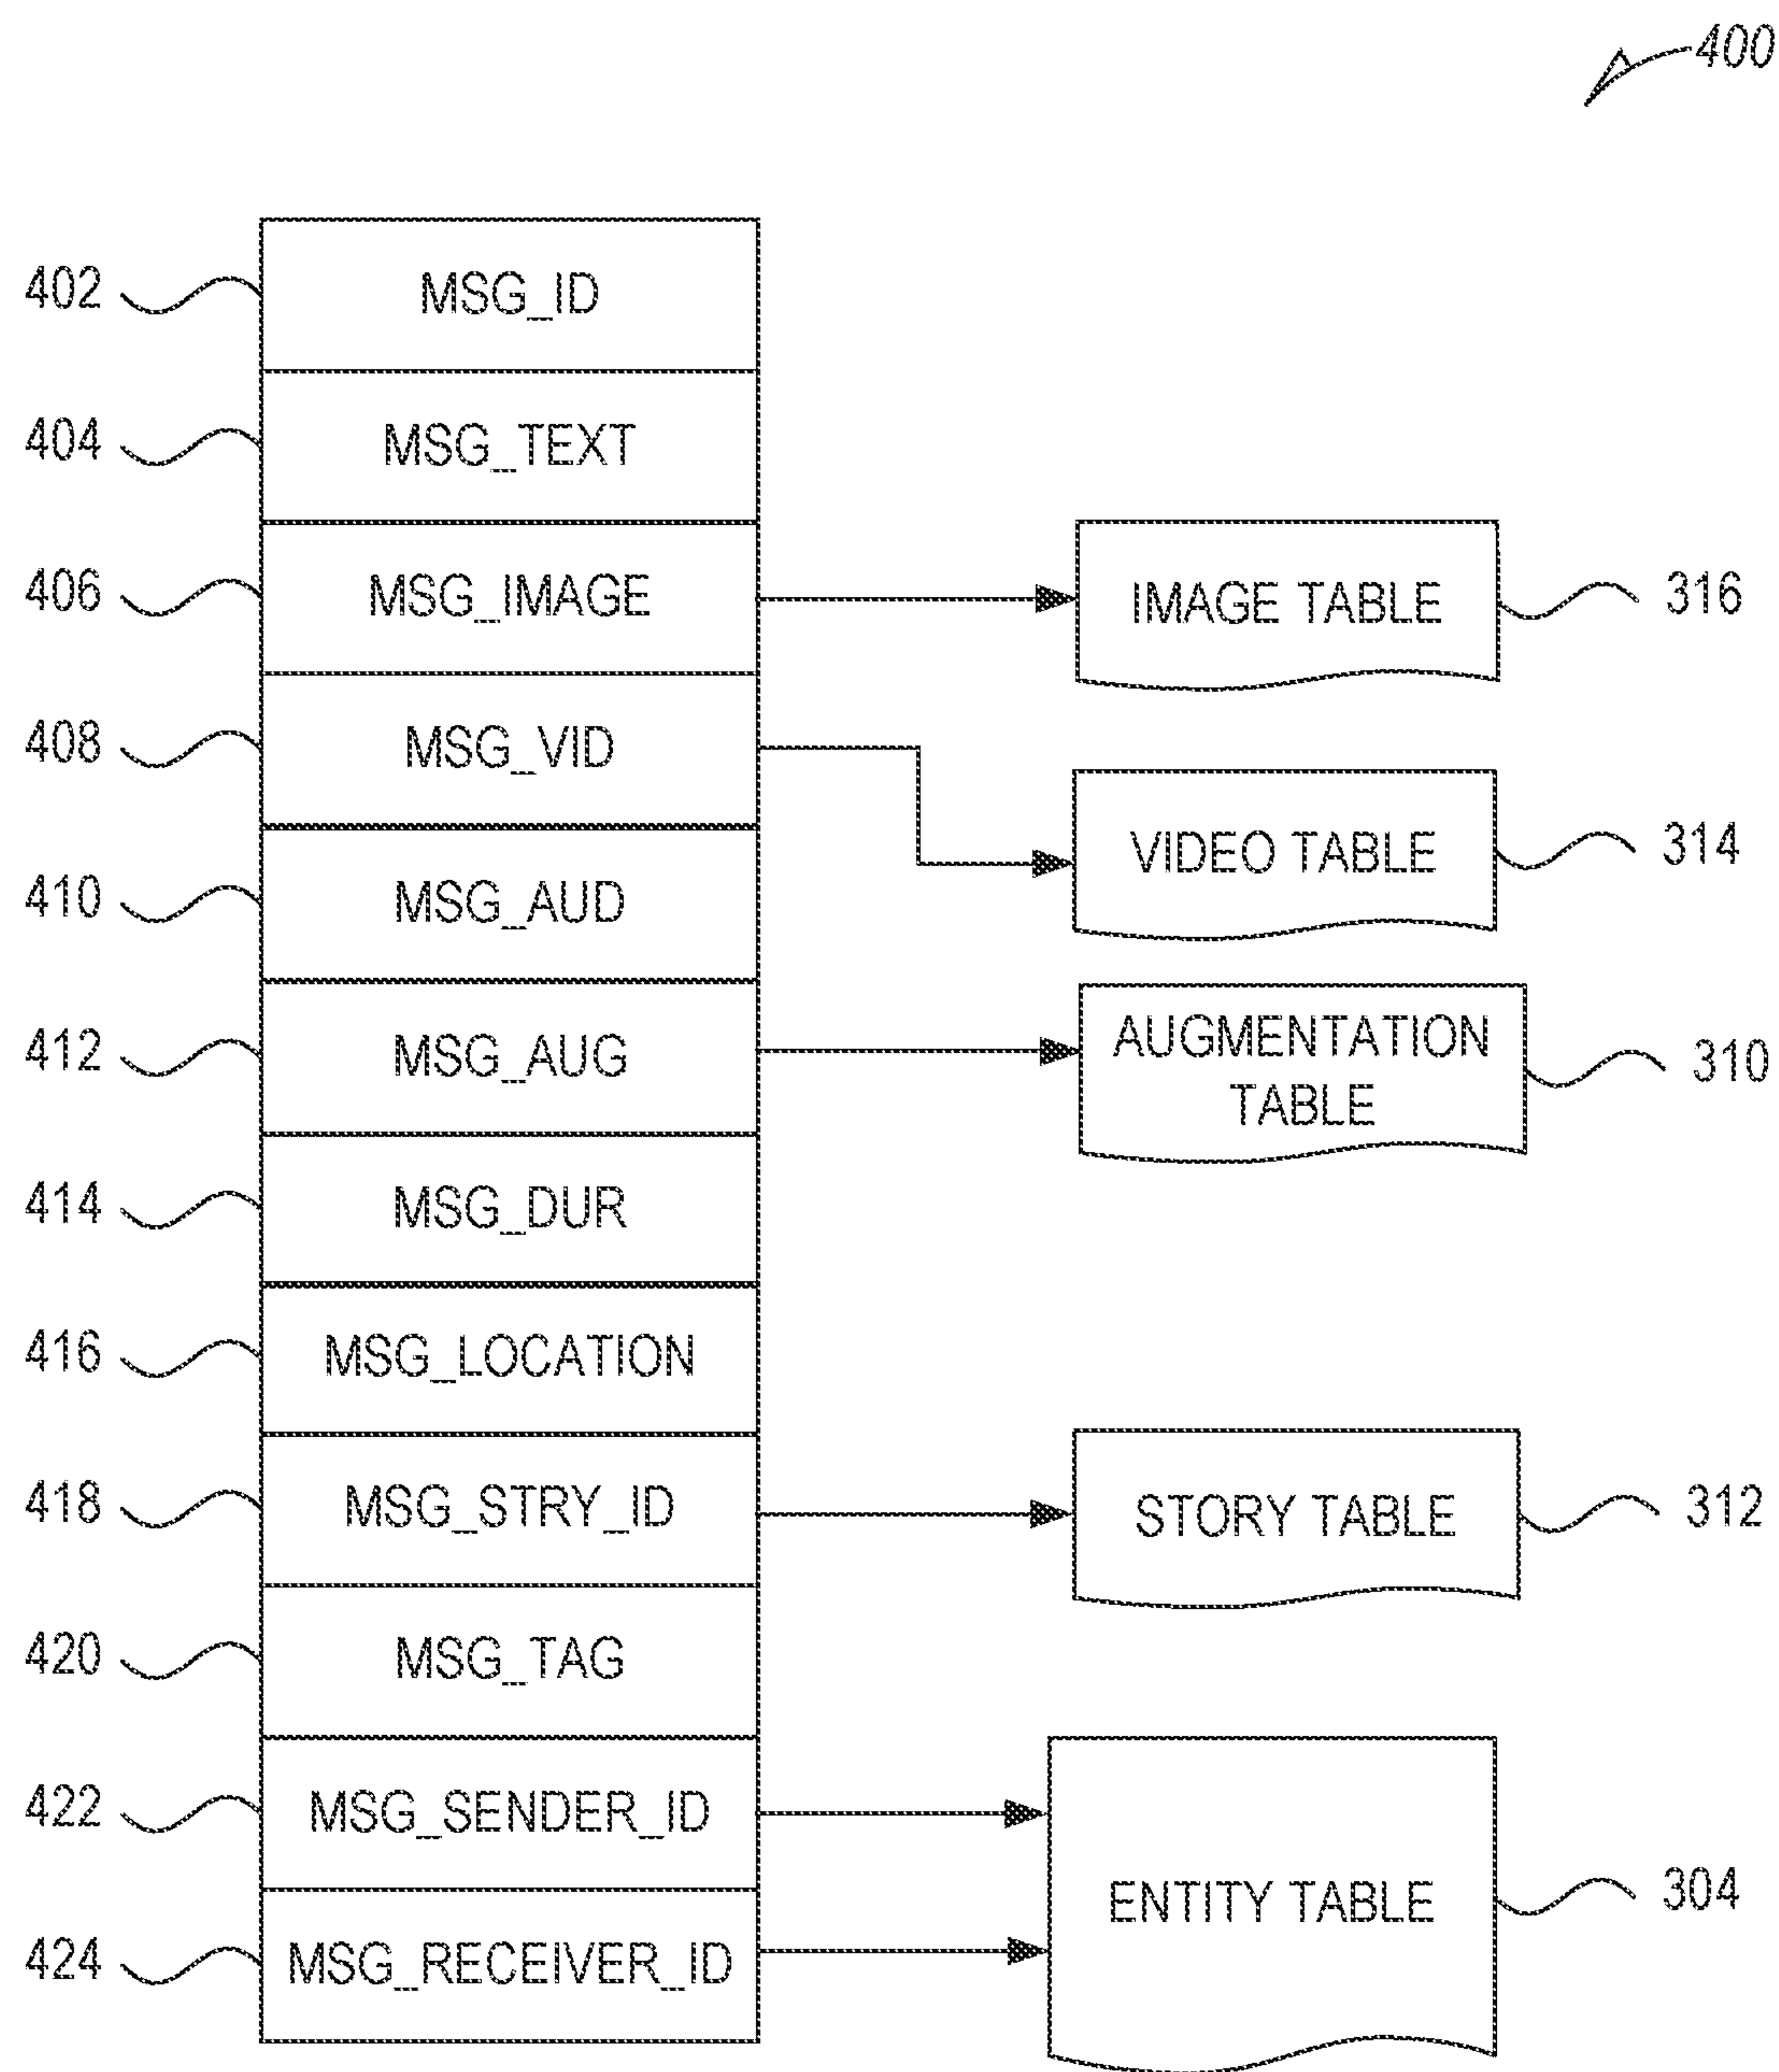 400
402 MSG_ID
404 MSG_TEXT
406 MSG_IMAGE IMAGE TABLE 316
408 MSG_VID VIDEO TABLE 314
410 MSG_AUD
412 MSG_AUG AUGMENTATION TABLE 310
414 MSG_DUR
416 MSG_LOCATION
418 MSG_STRY_ID STORY TABLE 312
420 MSG_TAG
422 MSG_SENDER_ID
ENTITY TABLE 304
424 MSG_RECEIVER_ID